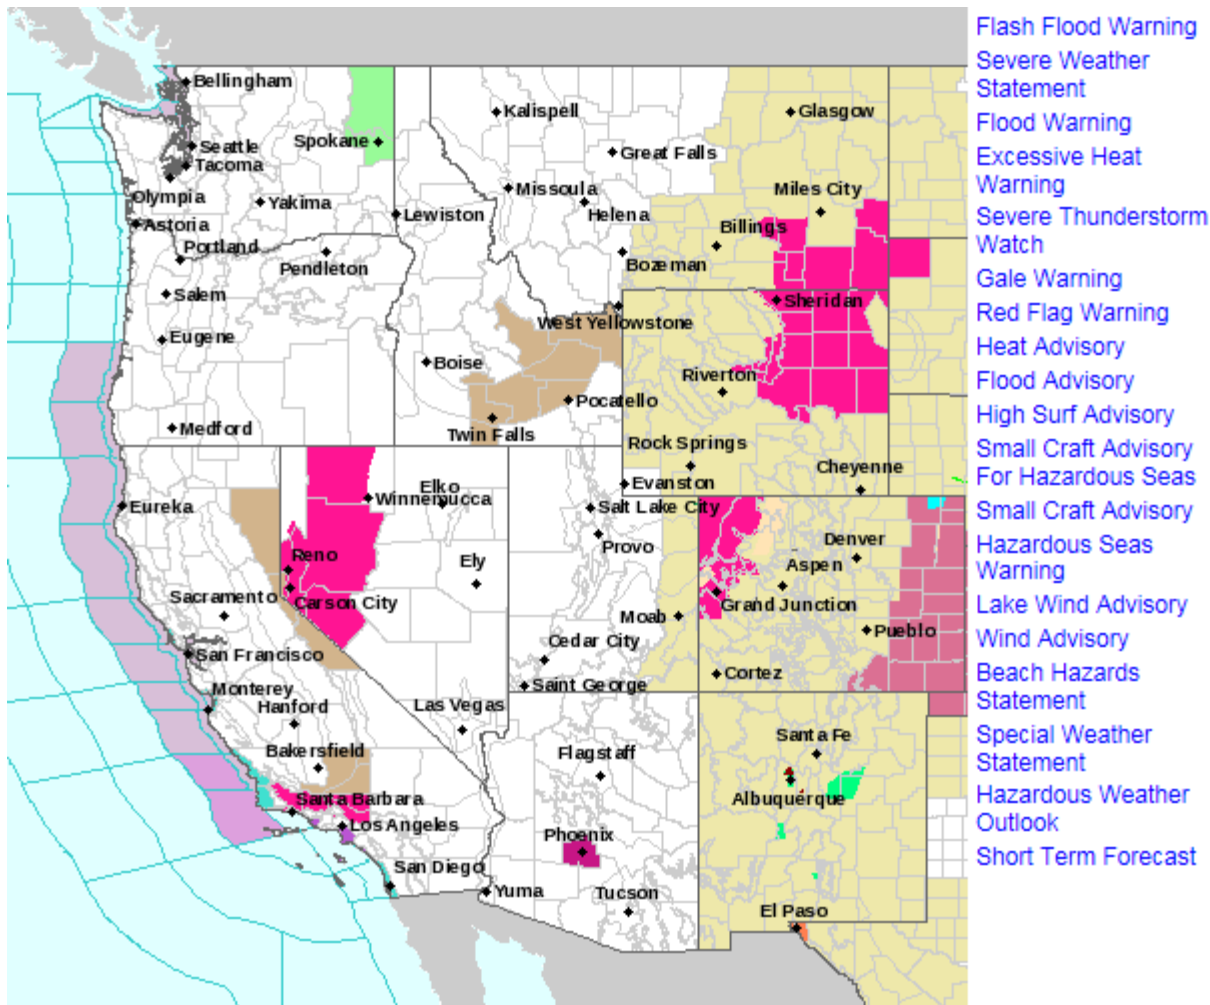 Bellingham
Kalispell
Glasgow
Seattle
Spokane
Great Falls
Tacoma
Missoula
Miles City
Olympia
Yakima
Lewiston
Helena
Astoria
Billings
Portland
Bozeman
Pendleton
Salem
Sheridan
West Yellowstone
Eugene
Boise
Riverton
Pocatello
Medford
Twin Falls
Rock Springs
Cheyenne
Elko
Evanston
Winnemucca
Eureka
Salt Lake City
Provo
Denver
Reno
Ely
Aspen
Sacramento
Carson City
Grand Junction
Moab
Pueblo
Cedar City
San Francisco
Cortez
Saint George
Monterey
Hanford
Las Vegas
Santa Fe
Bakersfield
Flagstaff
Santa Barbara
Albuquerque
Los Angeles
Phoenix
San Diego
Yuma
Tucson
El Paso
Flash Flood Warning
Severe Weather
Statement
Flood Warning
Excessive Heat
Warning
Severe Thunderstorm
Watch
Gale Warning
Red Flag Warning
Heat Advisory
Flood Advisory
High Surf Advisory
Small Craft Advisory
For Hazardous Seas
Small Craft Advisory
Hazardous Seas
Warning
Lake Wind Advisory
Wind Advisory
Beach Hazards
Statement
Special Weather
Statement
Hazardous Weather
Outlook
Short Term Forecast